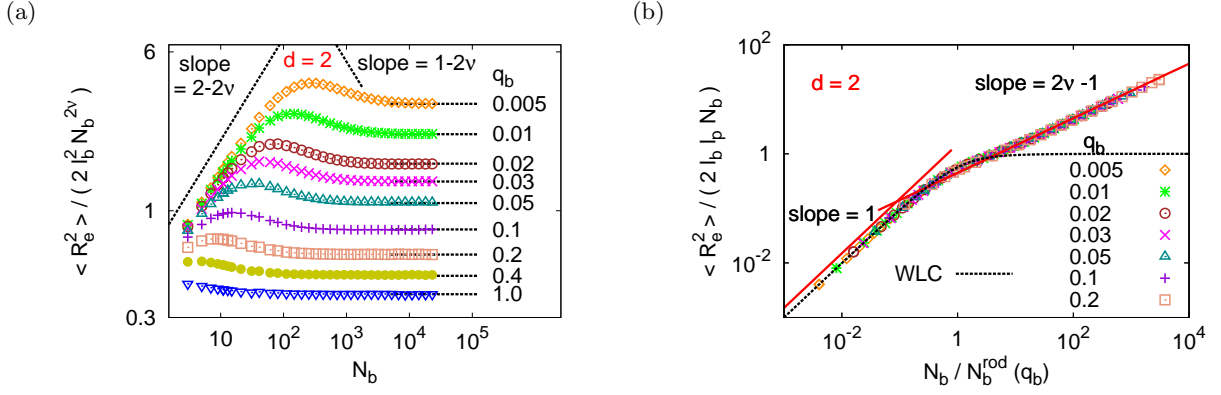 (a)
6
1
0.3
< R_e^2 > / ( 2 l_b^2 N_b^{2ν} )
slope
= 2-2ν
d = 2
slope = 1-2ν
q_b
0.005
0.01
0.02
0.03
0.05
0.1
0.2
0.4
1.0
10
10^2
10^3
10^4
10^5
N_b
(b)
10^2
1
10^-2
< R_e^2 > / ( 2 l_b l_p N_b )
d = 2
slope = 2ν -1
slope = 1
WLC
q_b
0.005
0.01
0.02
0.03
0.05
0.1
0.2
10^-2
1
10^2
10^4
N_b / N_b^rod (q_b)